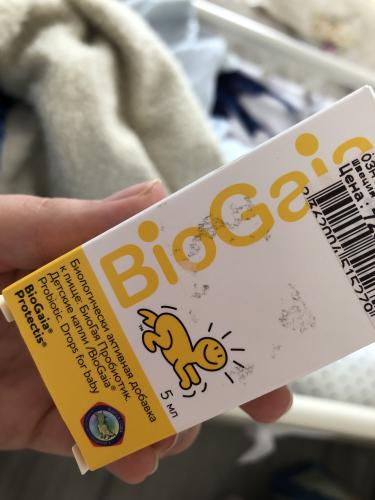 BioGaia
Биологически активная добавка
к пище: БиоГая Пробиотик.
Детские капли /BioGaia®
Probiotic. Drops for baby
BioGaia®
Protectis®
5 мл
Цена: